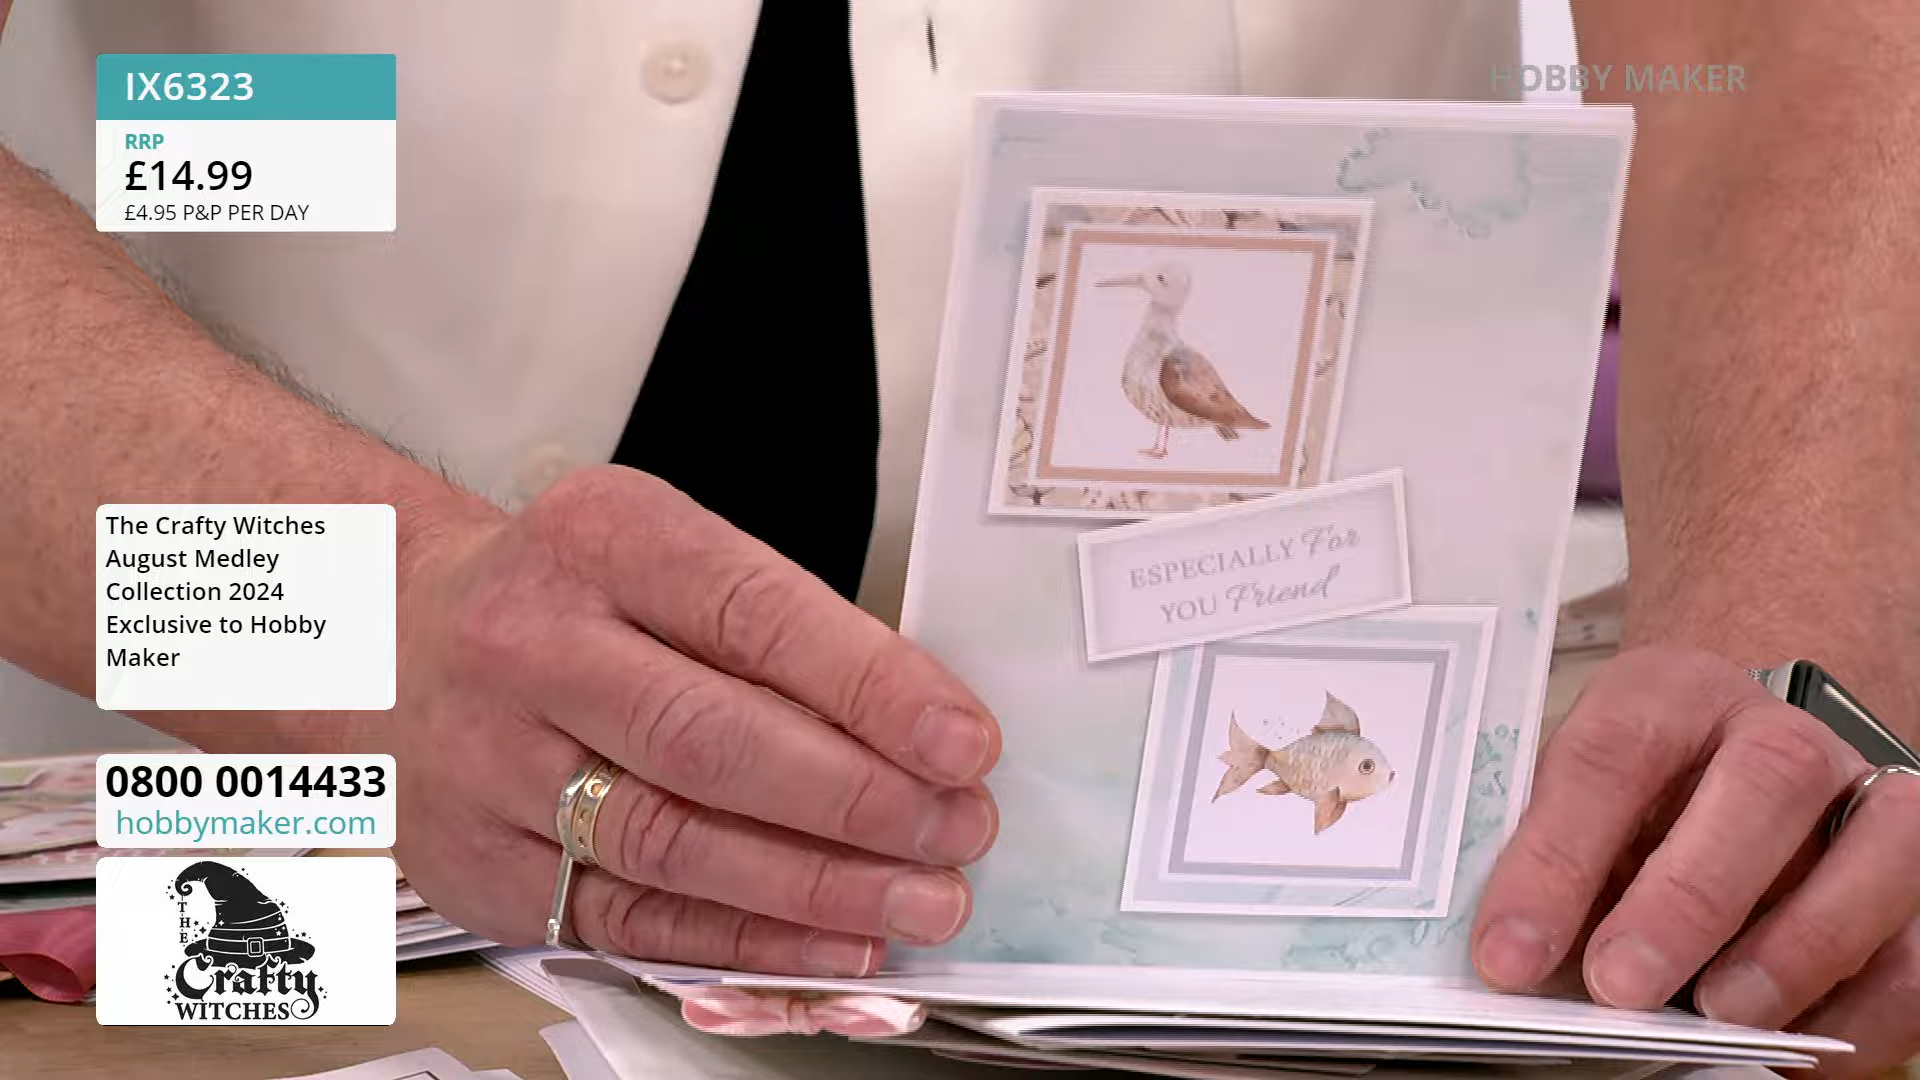 IX6323
RRP
£14.99
£4.95 P&P PER DAY
HOBBY MAKER
ESPECIALLY For
YOU Friend
The Crafty Witches
August Medley
Collection 2024
Exclusive to Hobby
Maker
0800 0014433
hobbymaker.com
THE
Crafty
WITCHES